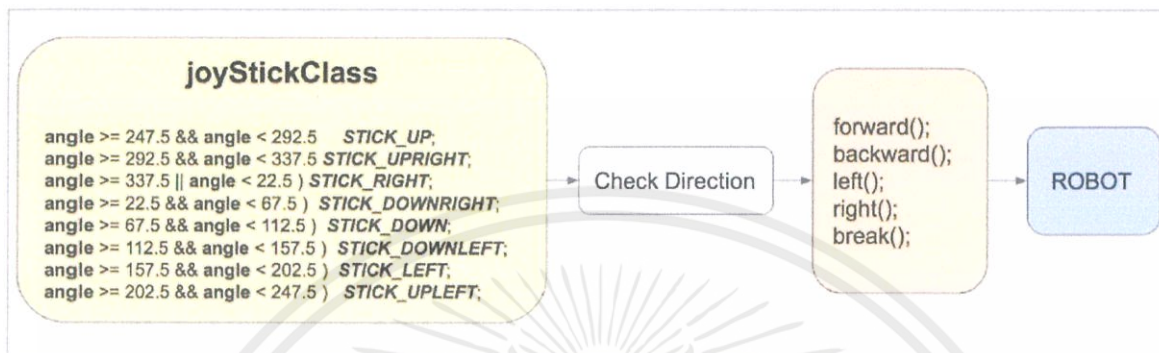 joyStickClass
angle >= 247.5 && angle < 292.5 STICK_UP;
angle >= 292.5 && angle < 337.5 STICK_UPRIGHT;
angle >= 337.5 || angle < 22.5 ) STICK_RIGHT;
angle >= 22.5 && angle < 67.5 ) STICK_DOWNRIGHT;
angle >= 67.5 && angle < 112.5 ) STICK_DOWN;
angle >= 112.5 && angle < 157.5 ) STICK_DOWNLEFT;
angle >= 157.5 && angle < 202.5 ) STICK_LEFT;
angle >= 202.5 && angle < 247.5 ) STICK_UPLEFT;
Check Direction
forward();
backward();
left();
right();
break();
ROBOT